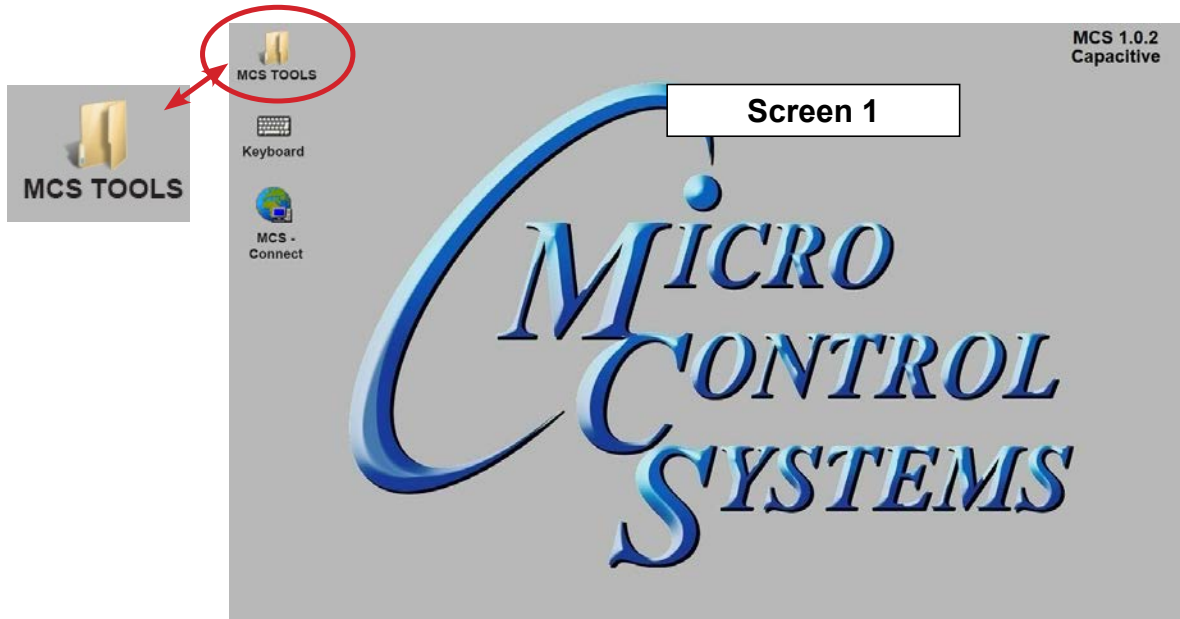 MCS TOOLS
MCS TOOLS
Keyboard
MCS -
Connect
MCS 1.0.2
Capacitive
Screen 1
MICRO
CONTROL
SYSTEMS